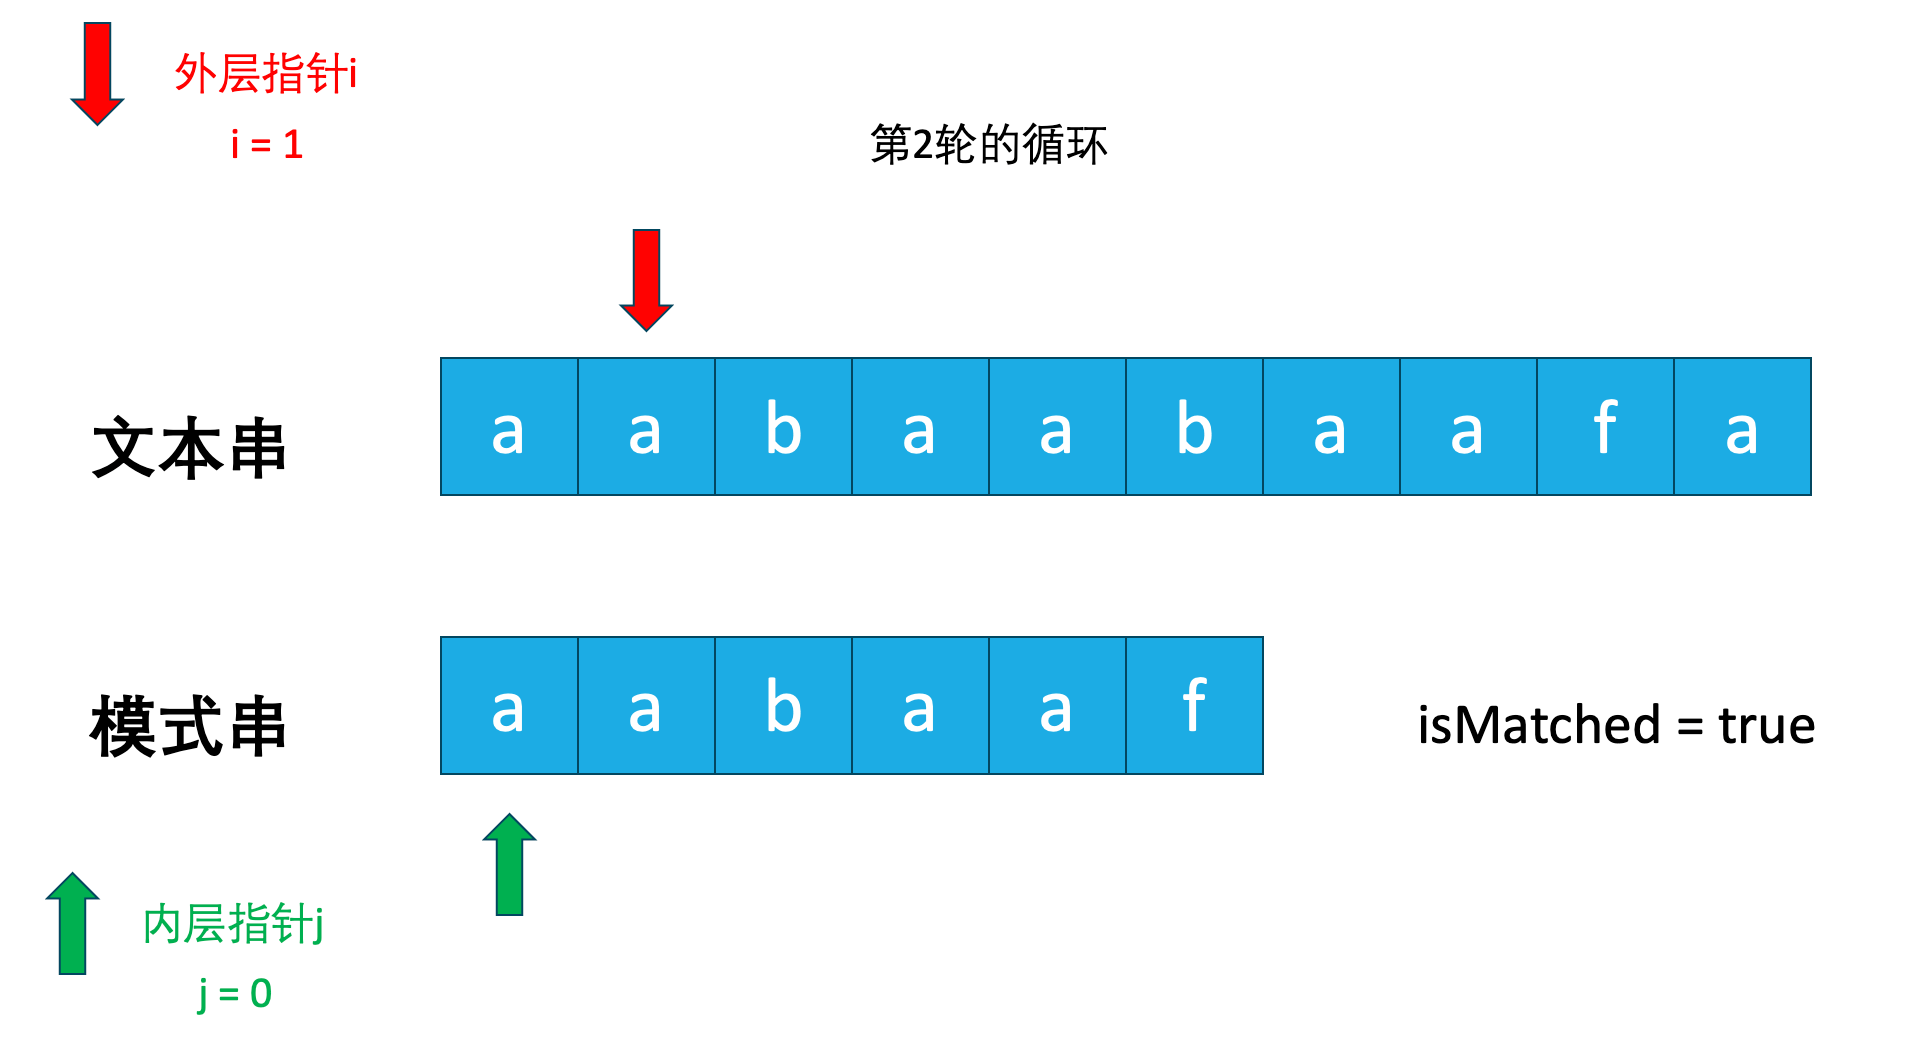 外层指针i
i = 1
第2轮的循环
文本串
a a b a a b a a f a
模式串
a a b a a f
isMatched = true
内层指针j
j = 0